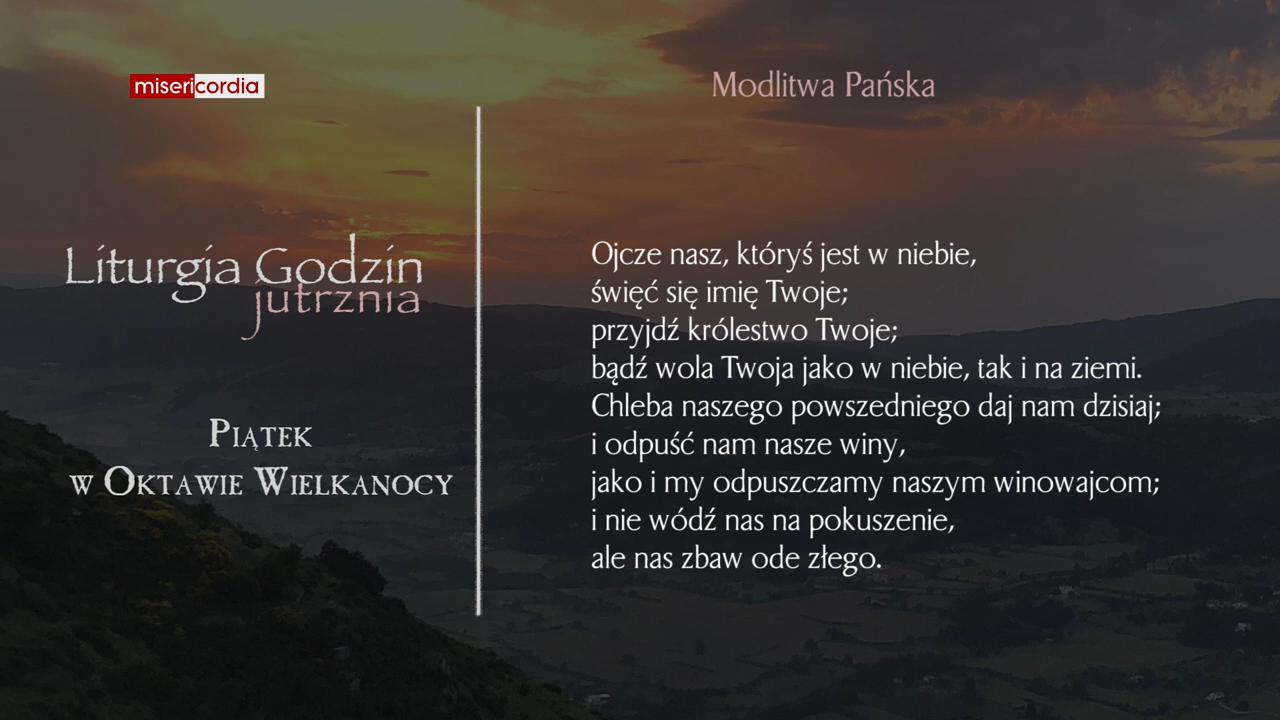 misericordia
Liturgia Godzin
jutrznia
Piątek
w Oktawie Wielkanocy
Modlitwa Pańska
Ojcze nasz, któryś jest w niebie,
święć się imię Twoje;
przyjdź królestwo Twoje;
bądź wola Twoja jako w niebie, tak i na ziemi.
Chleba naszego powszedniego daj nam dzisiaj;
i odpuść nam nasze winy,
jako i my odpuszczamy naszym winowajcom;
i nie wódź nas na pokuszenie,
ale nas zbaw ode złego.